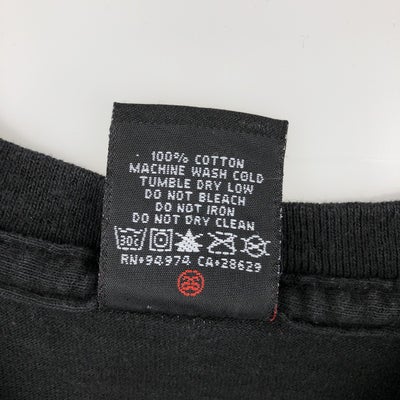 100% COTTON
MACHINE WASH COLD
TUMBLE DRY LOW
DO NOT BLEACH
DO NOT IRON
DO NOT DRY CLEAN
30C
RN•94974 CA•28629